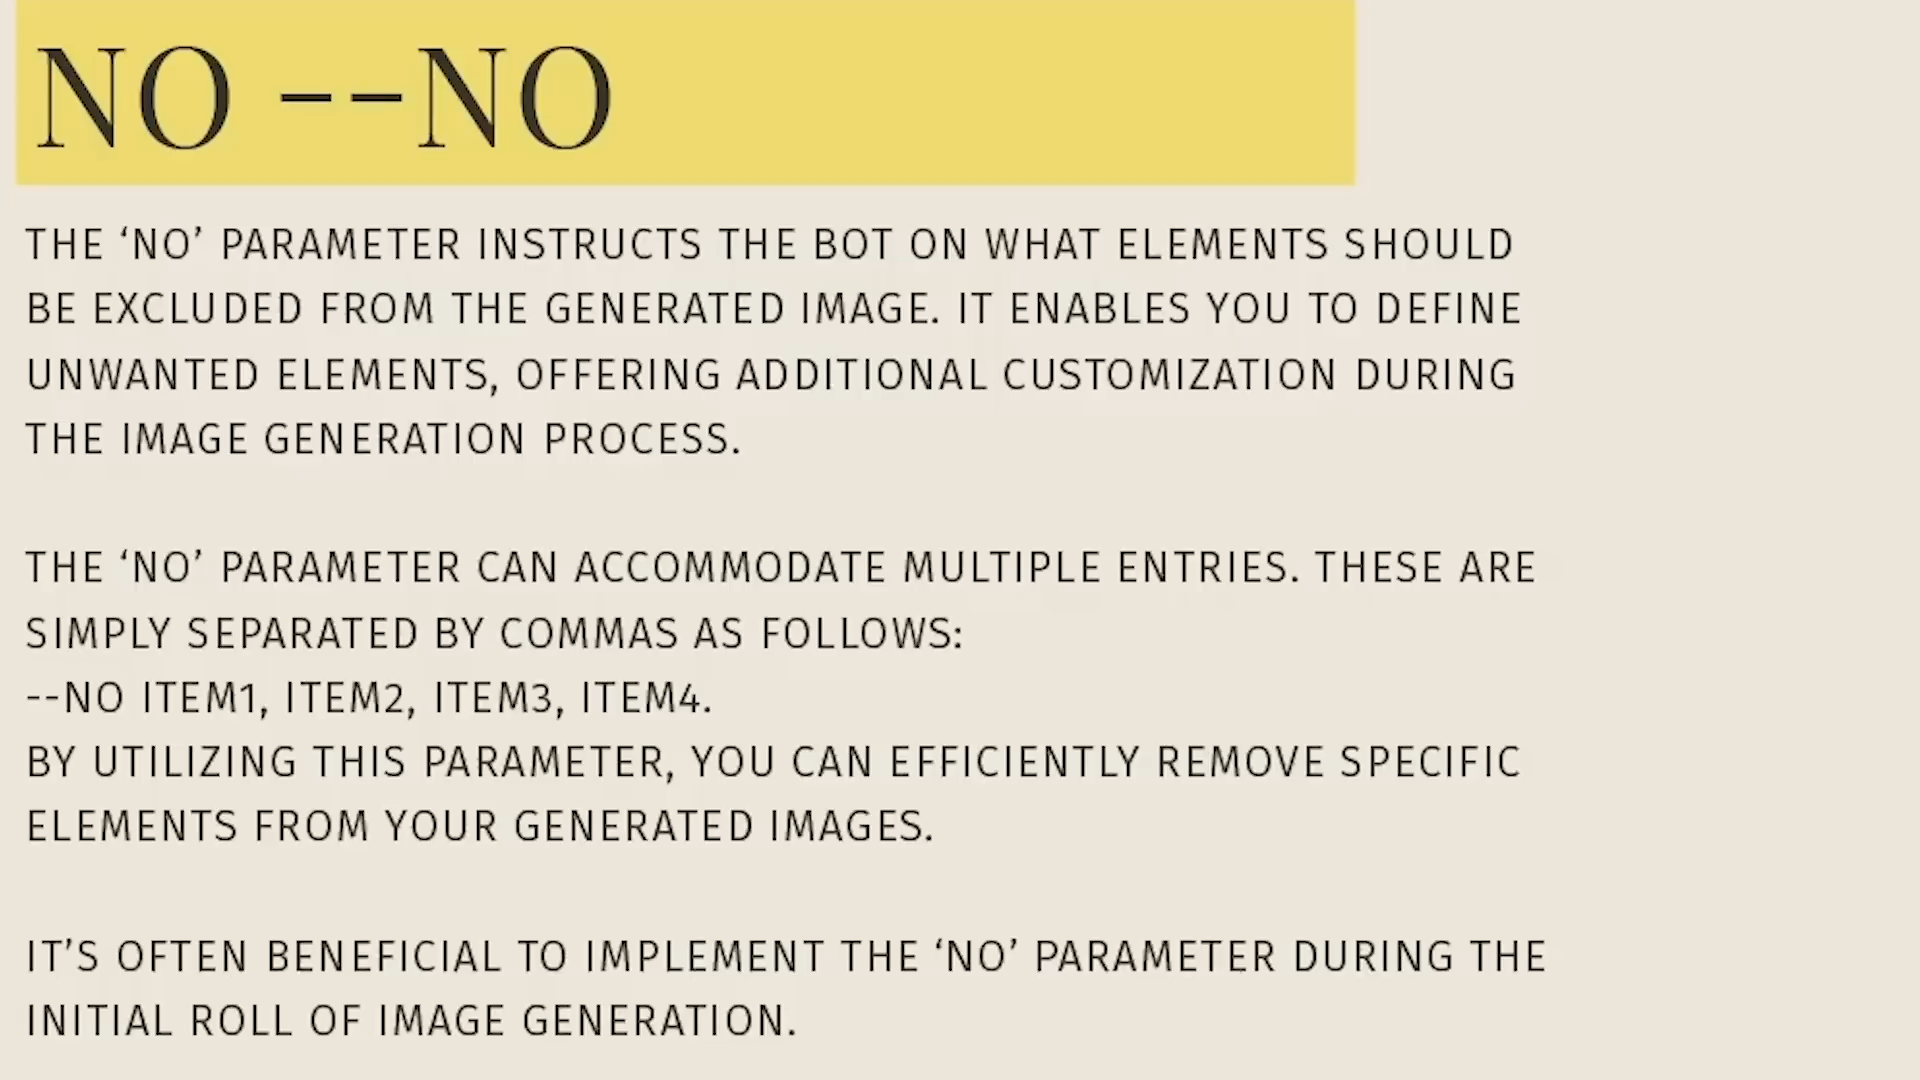 NO --NO
THE ‘NO’ PARAMETER INSTRUCTS THE BOT ON WHAT ELEMENTS SHOULD
BE EXCLUDED FROM THE GENERATED IMAGE. IT ENABLES YOU TO DEFINE
UNWANTED ELEMENTS, OFFERING ADDITIONAL CUSTOMIZATION DURING
THE IMAGE GENERATION PROCESS.
THE ‘NO’ PARAMETER CAN ACCOMMODATE MULTIPLE ENTRIES. THESE ARE
SIMPLY SEPARATED BY COMMAS AS FOLLOWS:
--NO ITEM1, ITEM2, ITEM3, ITEM4.
BY UTILIZING THIS PARAMETER, YOU CAN EFFICIENTLY REMOVE SPECIFIC
ELEMENTS FROM YOUR GENERATED IMAGES.
IT’S OFTEN BENEFICIAL TO IMPLEMENT THE ‘NO’ PARAMETER DURING THE
INITIAL ROLL OF IMAGE GENERATION.